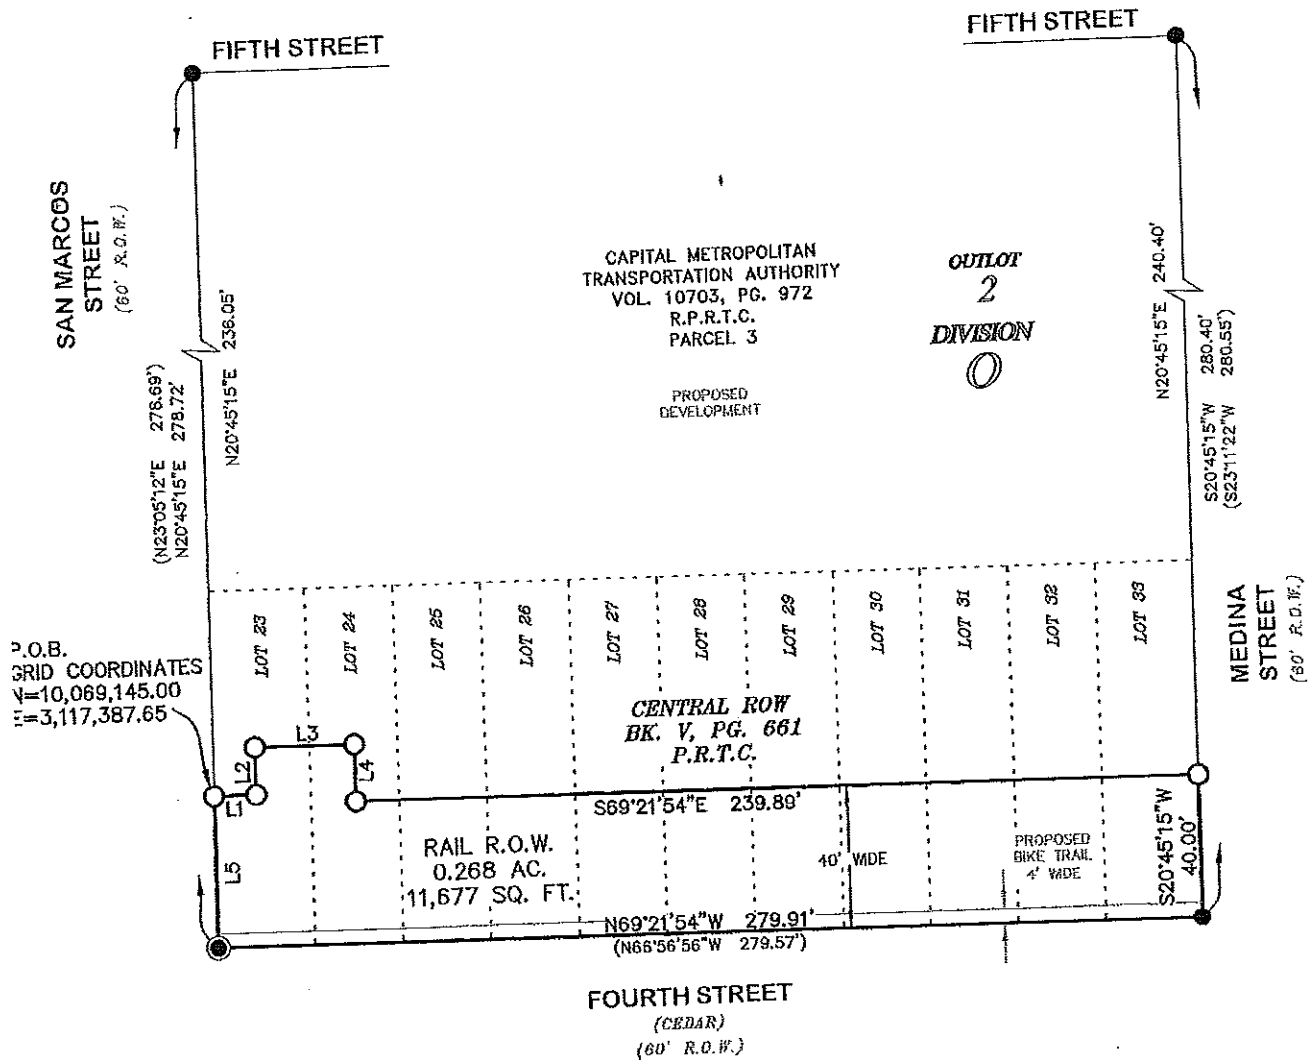 FIFTH STREET
FIFTH STREET
SAN MARCOS
STREET
(60' R.O.W.)
CAPITAL METROPOLITAN
TRANSPORTATION AUTHORITY
VOL. 10703, PG. 972
R.P.R.T.C.
PARCEL 3
PROPOSED
DEVELOPMENT
OUTLOT
2
DIVISION
O
N20°45'15"E 236.05'
(N23°05'12"E 278.69')
N20°45'15"E 278.72'
N20°45'15"E 240.40'
S20°45'15"W 280.40'
(S23°11'22"W 280.55')
MEDINA
STREET
(60' R.O.W.)
P.O.B.
GRID COORDINATES
N=10,069,145.00
E=3,117,387.65
LOT 23
LOT 24
LOT 25
LOT 26
LOT 27
LOT 28
LOT 29
LOT 30
LOT 31
LOT 32
LOT 33
CENTRAL ROW
BK. V, PG. 661
P.R.T.C.
L1
L2
L3
L4
L5
S69°21'54"E 239.89'
RAIL R.O.W.
0.268 AC.
11,677 SQ. FT.
40' WIDE
PROPOSED
BIKE TRAIL
4' WIDE
S20°45'15"W
40.00'
N69°21'54"W 279.91'
(N66°56'56"W 279.57')
FOURTH STREET
(CEDAR)
(60' R.O.W.)